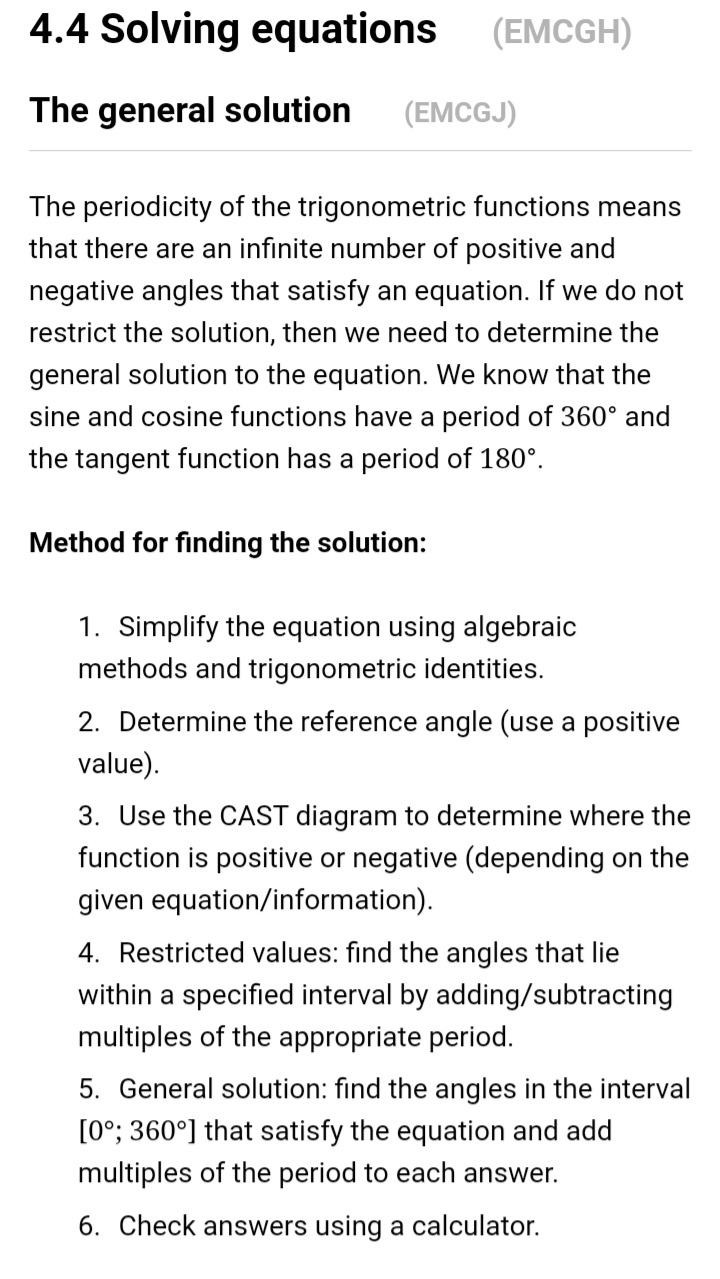 4.4 Solving equations (EMCGH)
The general solution (EMCGJ)
The periodicity of the trigonometric functions means
that there are an infinite number of positive and
negative angles that satisfy an equation. If we do not
restrict the solution, then we need to determine the
general solution to the equation. We know that the
sine and cosine functions have a period of 360° and
the tangent function has a period of 180°.
Method for finding the solution:
1. Simplify the equation using algebraic
methods and trigonometric identities.
2. Determine the reference angle (use a positive
value).
3. Use the CAST diagram to determine where the
function is positive or negative (depending on the
given equation/information).
4. Restricted values: find the angles that lie
within a specified interval by adding/subtracting
multiples of the appropriate period.
5. General solution: find the angles in the interval
[0°; 360°] that satisfy the equation and add
multiples of the period to each answer.
6. Check answers using a calculator.